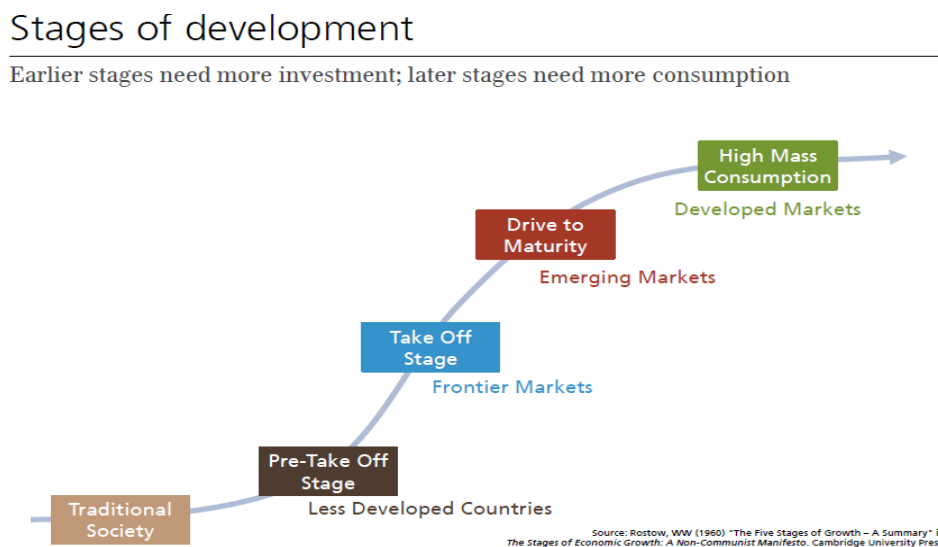 Stages of development
Earlier stages need more investment; later stages need more consumption
High Mass
Consumption
Developed Markets
Drive to
Maturity
Emerging Markets
Take Off
Stage
Frontier Markets
Pre-Take Off
Stage
Less Developed Countries
Traditional
Society
Source: Rostow, WW (1960) "The Five Stages of Growth – A Summary" i
The Stages of Economic Growth: A Non-Communist Manifesto. Cambridge University Pres